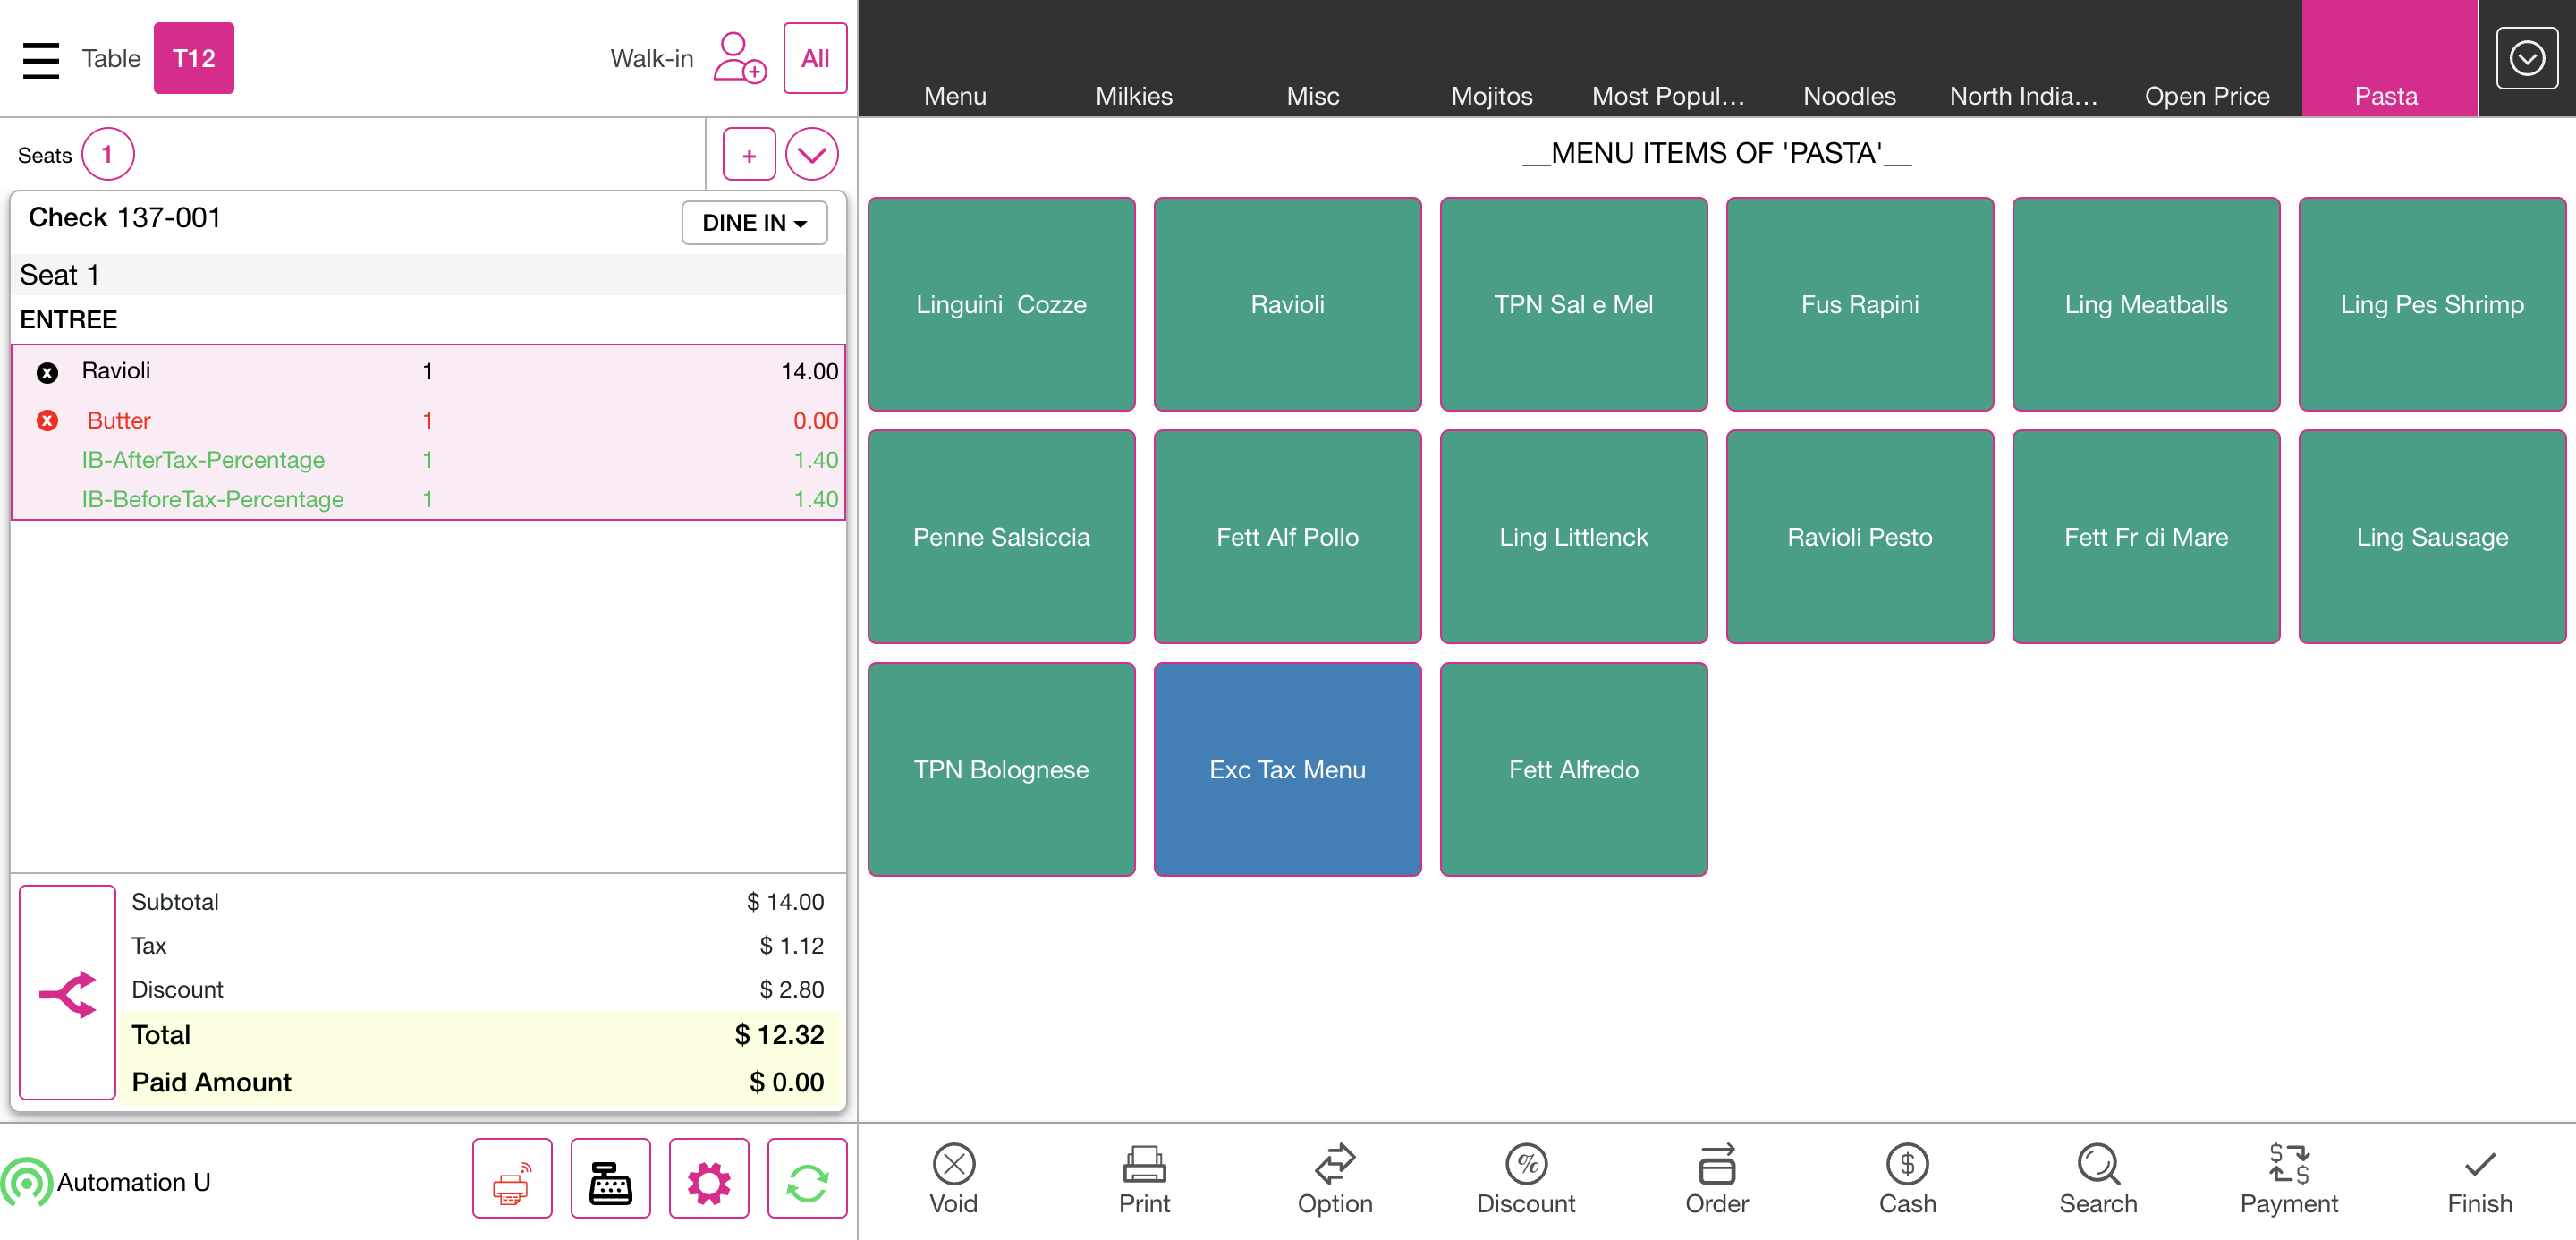 Table
T12
Walk-in
All
Menu
Milkies
Misc
Mojitos
Most Popul...
Noodles
North India...
Open Price
Pasta
Seats
1
+
Check 137-001
DINE IN
Seat 1
ENTREE
Ravioli 1 14.00
Butter 1 0.00
IB-AfterTax-Percentage 1 1.40
IB-BeforeTax-Percentage 1 1.40
Subtotal $ 14.00
Tax $ 1.12
Discount $ 2.80
Total $ 12.32
Paid Amount $ 0.00
Automation U
__MENU ITEMS OF 'PASTA'__
Linguini  Cozze
Ravioli
TPN Sal e Mel
Fus Rapini
Ling Meatballs
Ling Pes Shrimp
Penne Salsiccia
Fett Alf Pollo
Ling Littlenck
Ravioli Pesto
Fett Fr di Mare
Ling Sausage
TPN Bolognese
Exc Tax Menu
Fett Alfredo
Void
Print
Option
Discount
Order
Cash
Search
Payment
Finish